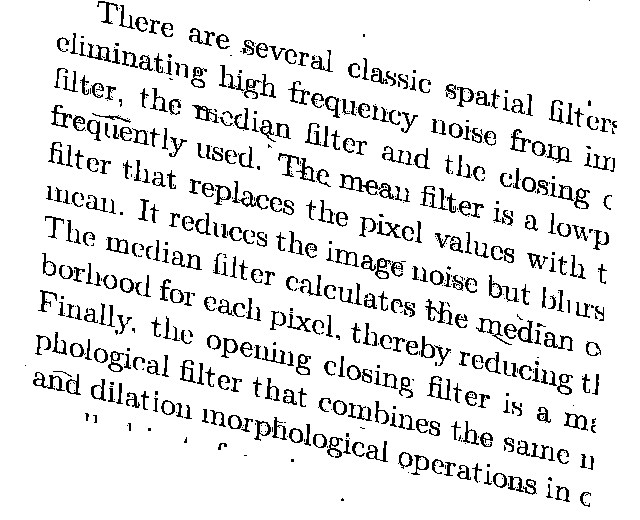 There are several classic spatial filters
eliminating high frequency noise from im
filter, the median filter and the closing
frequently used. The mean filter is a lowp
filter that replaces the pixel values with t
mean. It reduces the image noise but blurs
The median filter calculates the median o
borhood for each pixel, thereby reducing th
Finally, the opening closing filter is a ma
phological filter that combines the same n
and dilation morphological operations in